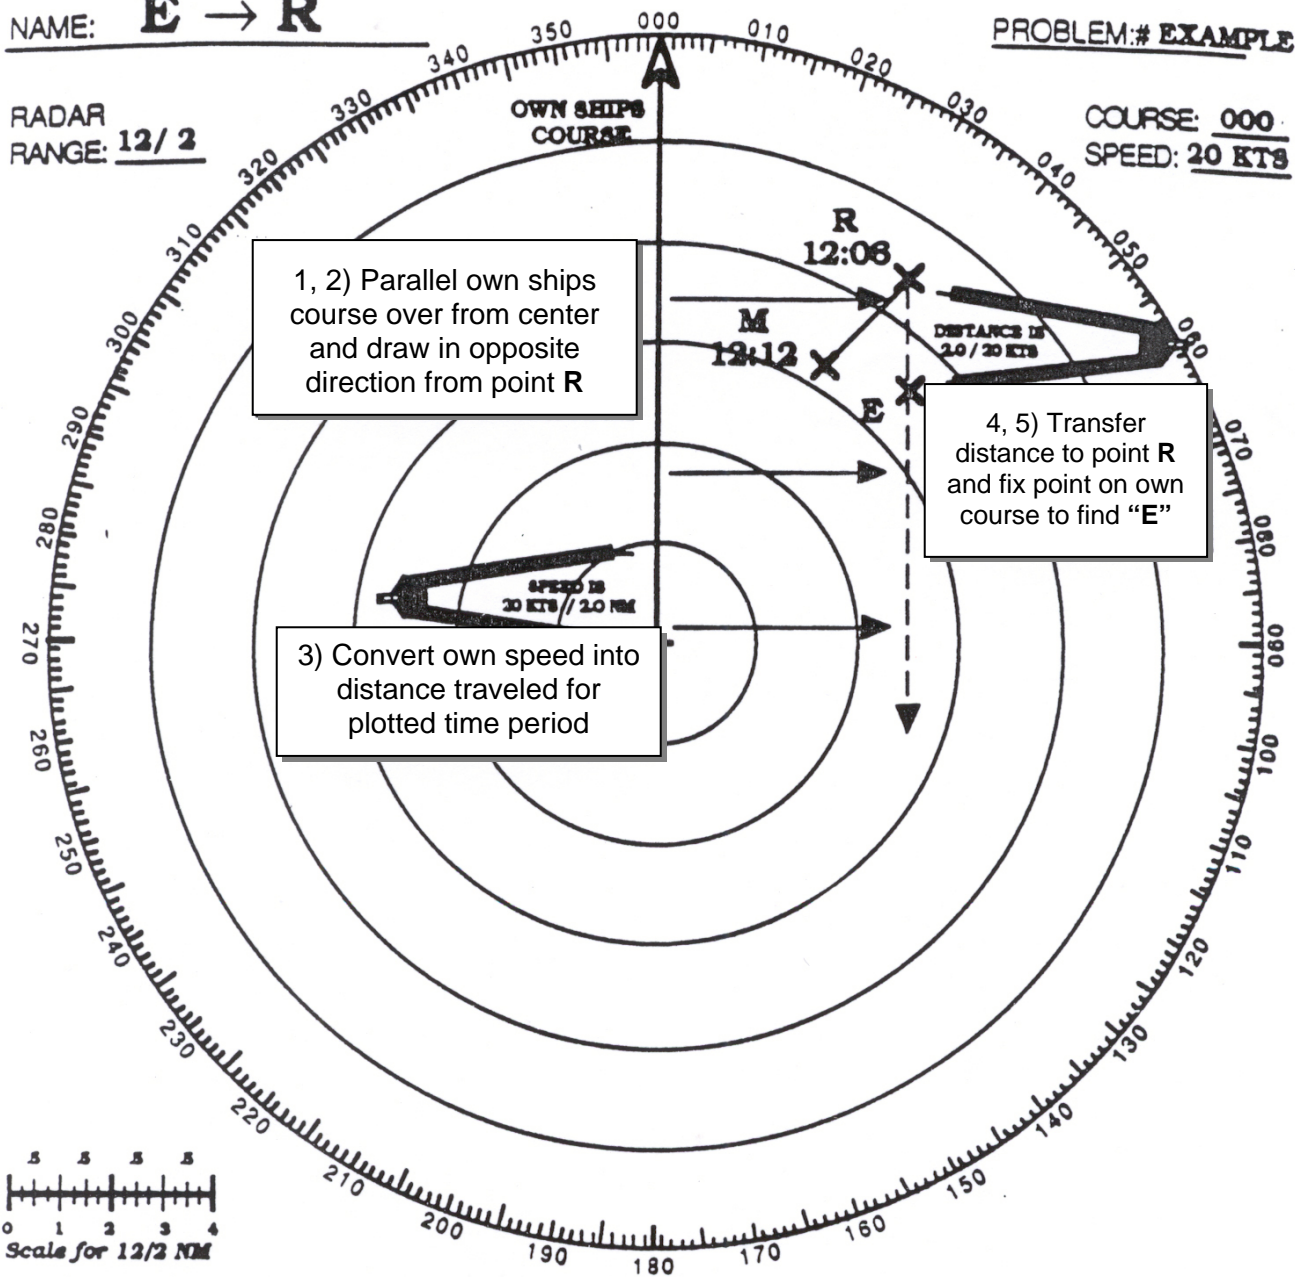 NAME: E → R
PROBLEM:# EXAMPLE
RADAR
RANGE: 12/ 2
COURSE: 000
SPEED: 20 KTS
OWN SHIPS
COURSE
000
010
020
030
040
050
060
070
080
090
100
110
120
130
140
150
160
170
180
190
200
210
220
230
240
250
260
270
280
290
300
310
320
330
340
350
R
12:06
M
12:12
E
DISTANCE IS
2.0 / 20 KTS
1, 2) Parallel own ships
course over from center
and draw in opposite
direction from point R
4, 5) Transfer
distance to point R
and fix point on own
course to find “E”
SPEED IS
20 KTS / 2.0 NM
3) Convert own speed into
distance traveled for
plotted time period
.5 .5 .5 .5
0 1 2 3 4
Scale for 12/2 NM